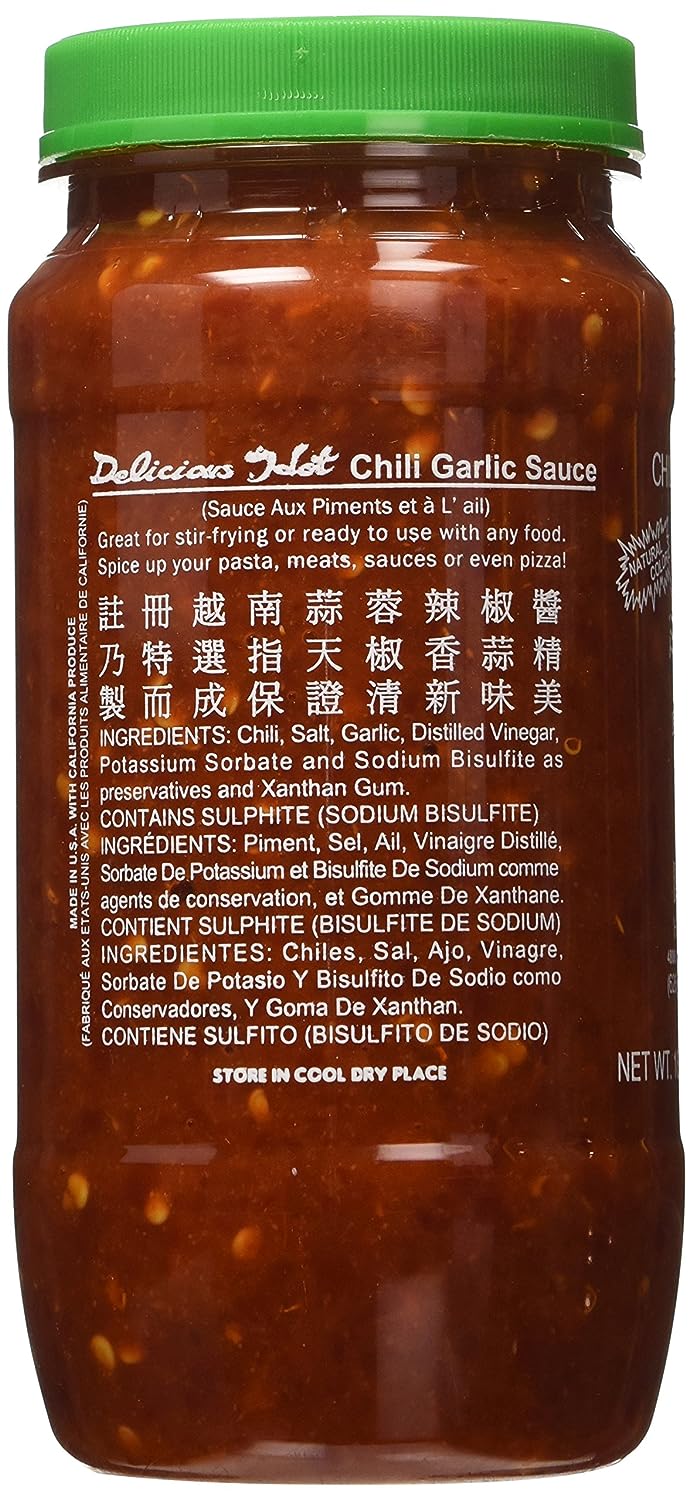 Delicious Hot Chili Garlic Sauce
(Sauce Aux Piments et à L' ail)
Great for stir-frying or ready to use with any food.
Spice up your pasta, meats, sauces or even pizza!
註冊越南蒜蓉辣椒醬
乃特選指天椒香蒜精
製而成保證清新味美
INGREDIENTS: Chili, Salt, Garlic, Distilled Vinegar,
Potassium Sorbate and Sodium Bisulfite as
preservatives and Xanthan Gum.
CONTAINS SULPHITE (SODIUM BISULFITE)
INGRÉDIENTS: Piment, Sel, Ail, Vinaigre Distillé,
Sorbate De Potassium et Bisulfite De Sodium comme
agents de conservation, et Gomme De Xanthane.
CONTIENT SULPHITE (BISULFITE DE SODIUM)
INGREDIENTES: Chiles, Sal, Ajo, Vinagre,
Sorbate De Potasio Y Bisulfito De Sodio como
Conservadores, Y Goma De Xanthan.
CONTIENE SULFITO (BISULFITO DE SODIO)
STORE IN COOL DRY PLACE
MADE IN U.S.A. WITH CALIFORNIA PRODUCE
(FABRIQUÉ AUX ETATS-UNIS AVEC LES PRODUITS ALIMENTAIRE DE CALIFORNIE)
NATURAL
COLOR
NET WT.